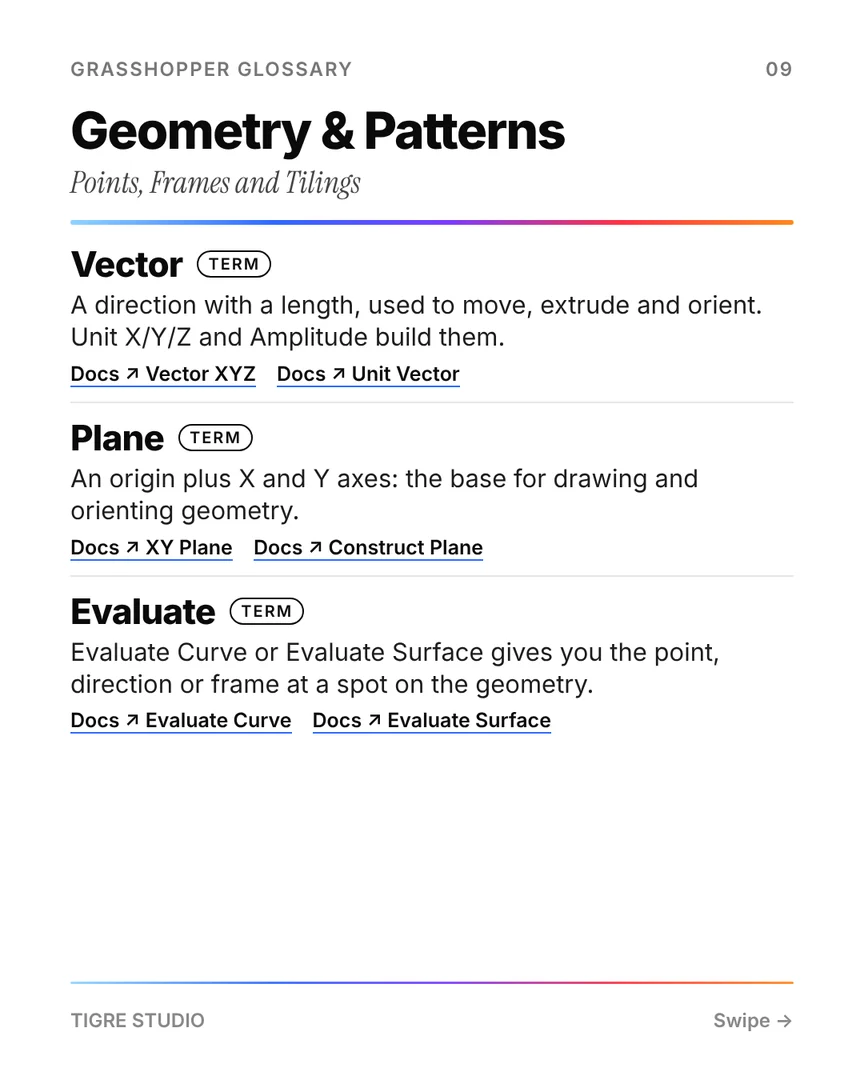 GRASSHOPPER GLOSSARY 09
Geometry & Patterns
Points, Frames and Tilings
Vector TERM
A direction with a length, used to move, extrude and orient.
Unit X/Y/Z and Amplitude build them.
Docs ↗ Vector XYZ Docs ↗ Unit Vector
Plane TERM
An origin plus X and Y axes: the base for drawing and
orienting geometry.
Docs ↗ XY Plane Docs ↗ Construct Plane
Evaluate TERM
Evaluate Curve or Evaluate Surface gives you the point,
direction or frame at a spot on the geometry.
Docs ↗ Evaluate Curve Docs ↗ Evaluate Surface
TIGRE STUDIO Swipe →